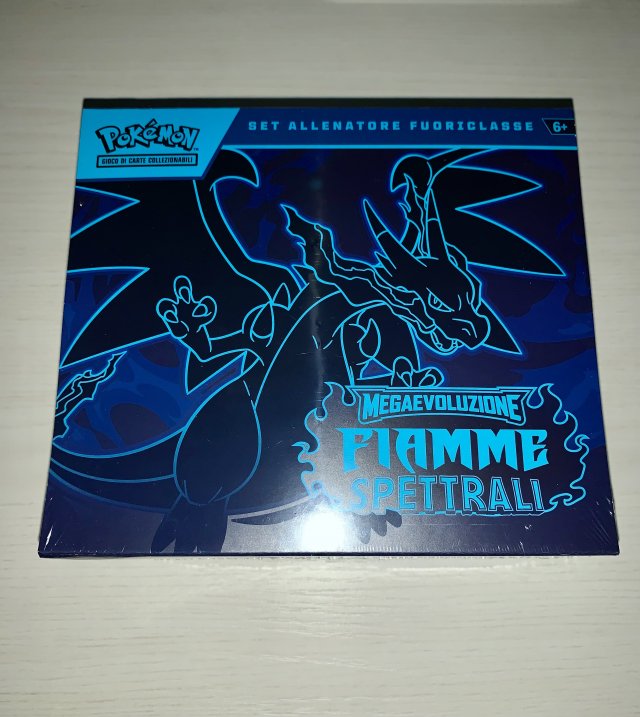 POKéMON
GIOCO DI CARTE COLLEZIONABILI
SET ALLENATORE FUORICLASSE
6+
MEGAEVOLUZIONE
FIAMME
SPETTRALI